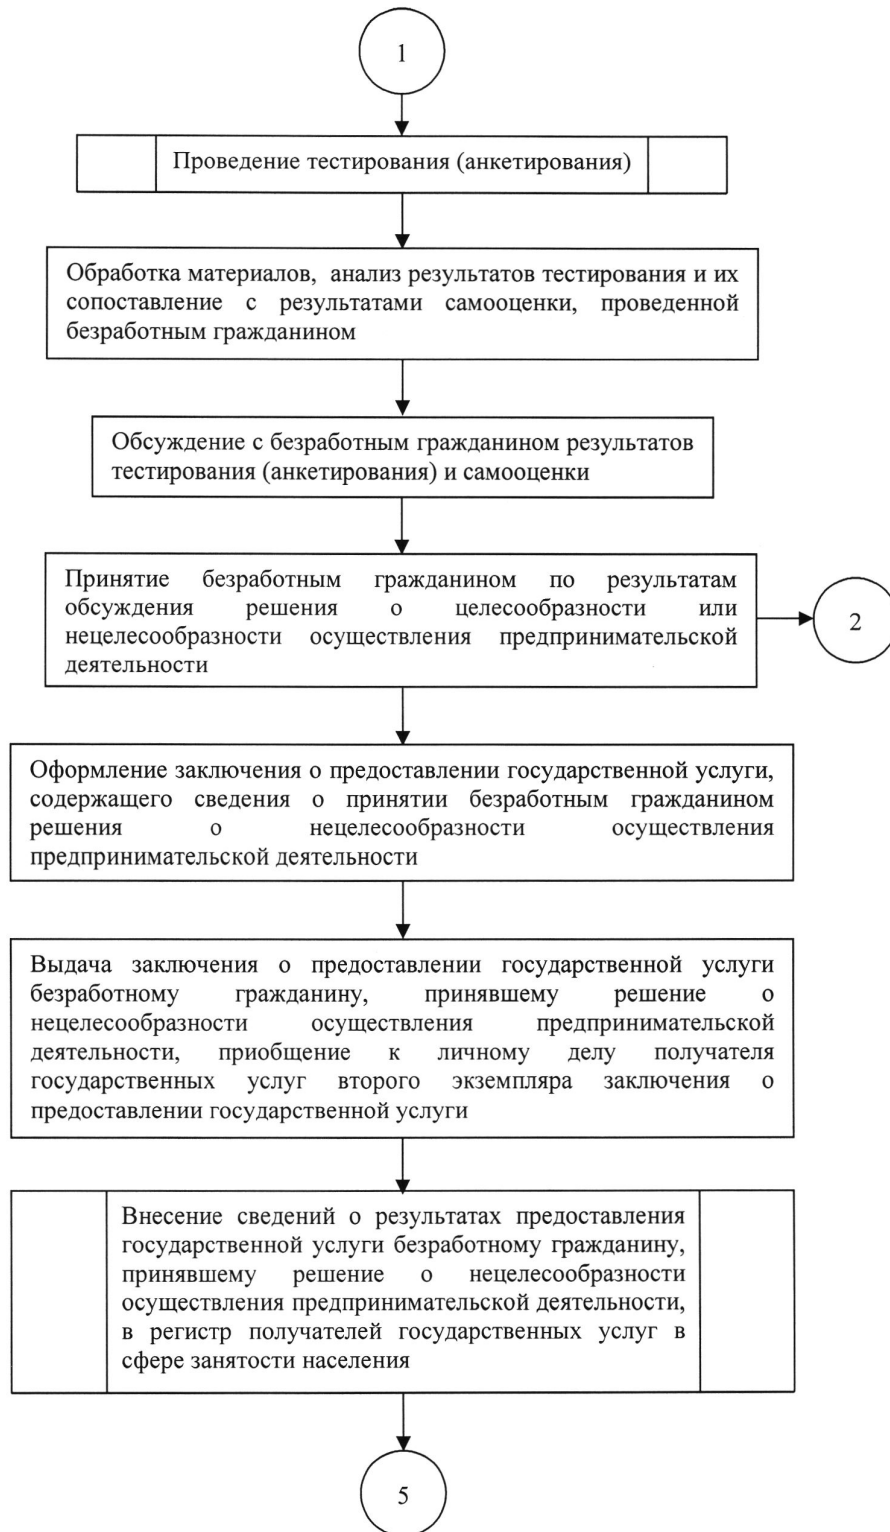 1
Проведение тестирования (анкетирования)
Обработка материалов, анализ результатов тестирования и их
сопоставление с результатами самооценки, проведенной
безработным гражданином
Обсуждение с безработным гражданином результатов
тестирования (анкетирования) и самооценки
Принятие безработным гражданином по результатам
обсуждения решения о целесообразности или
нецелесообразности осуществления предпринимательской
деятельности
2
Оформление заключения о предоставлении государственной услуги,
содержащего сведения о принятии безработным гражданином
решения о нецелесообразности осуществления
предпринимательской деятельности
Выдача заключения о предоставлении государственной услуги
безработному гражданину, принявшему решение о
нецелесообразности осуществления предпринимательской
деятельности, приобщение к личному делу получателя
государственных услуг второго экземпляра заключения о
предоставлении государственной услуги
Внесение сведений о результатах предоставления
государственной услуги безработному гражданину,
принявшему решение о нецелесообразности
осуществления предпринимательской деятельности,
в регистр получателей государственных услуг в
сфере занятости населения
5